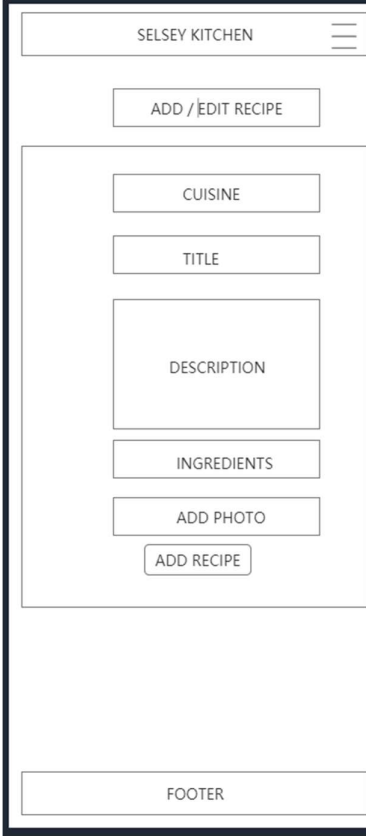 SELSEY KITCHEN
ADD / EDIT RECIPE
CUISINE
TITLE
DESCRIPTION
INGREDIENTS
ADD PHOTO
ADD RECIPE
FOOTER